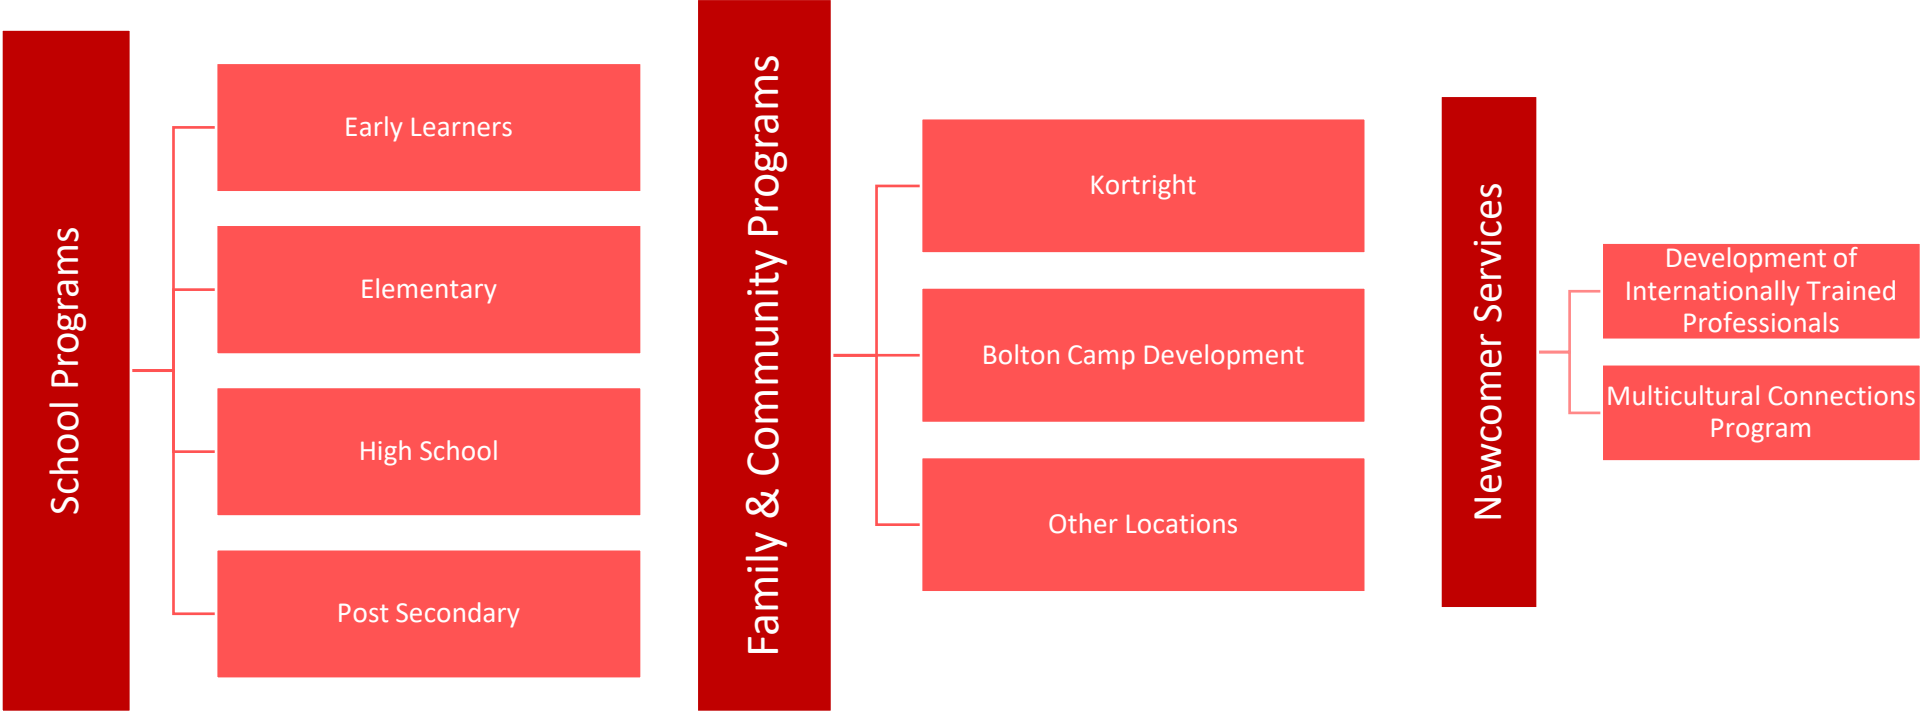 School Programs
Early Learners
Elementary
High School
Post Secondary
Family & Community Programs
Kortright
Bolton Camp Development
Other Locations
Newcomer Services
Development of
Internationally Trained
Professionals
Multicultural Connections
Program